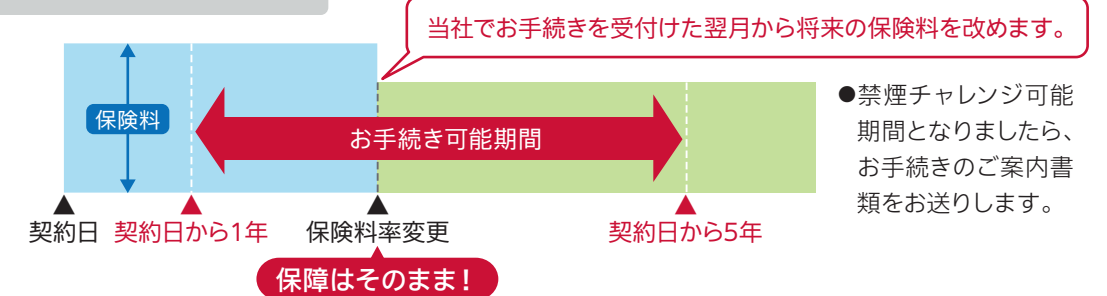 当社でお手続きを受付けた翌月から将来の保険料を改めます。
保険料
お手続き可能期間
●禁煙チャレンジ可能
期間となりましたら、
お手続きのご案内書
類をお送りします。
契約日
契約日から1年
保険料率変更
契約日から5年
保障はそのまま！